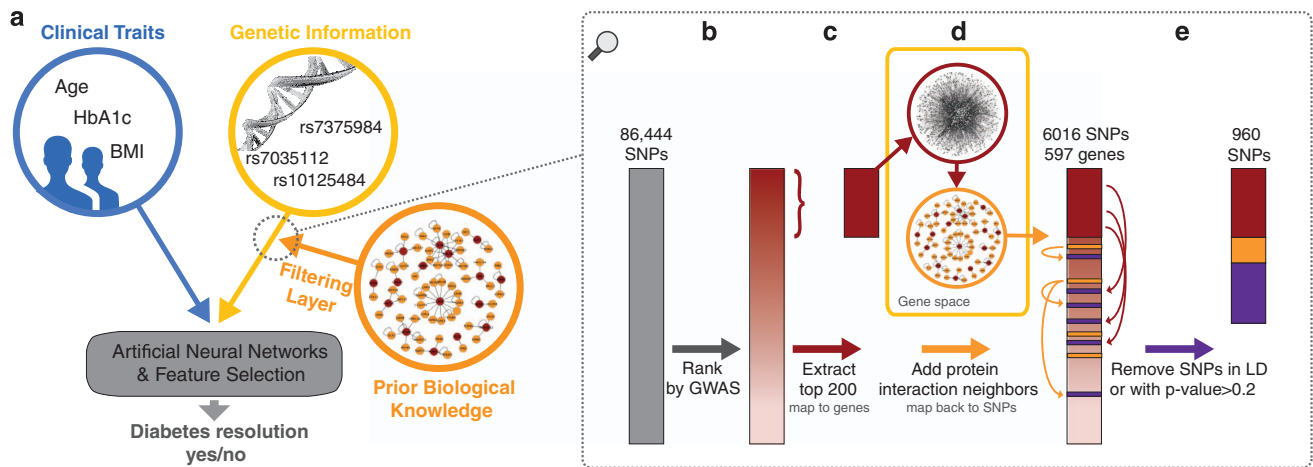 a
Clinical Traits
Genetic Information
Age
HbA1c
BMI
rs7375984
rs7035112
rs10125484
Filtering
Layer
Artificial Neural Networks
& Feature Selection
Prior Biological
Knowledge
Diabetes resolution
yes/no
b
c
d
e
86,444
SNPs
Gene space
6016 SNPs
597 genes
960
SNPs
Rank
by GWAS
Extract
top 200
map to genes
Add protein
interaction neighbors
map back to SNPs
Remove SNPs in LD
or with p-value>0.2